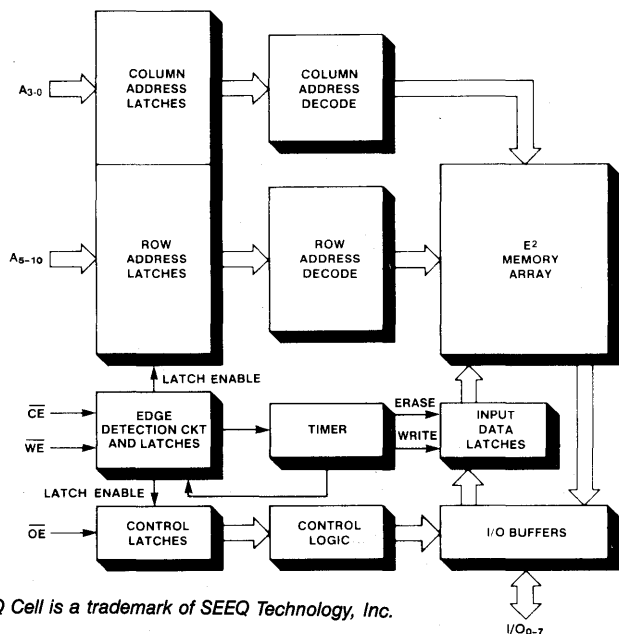 COLUMN
ADDRESS
LATCHES
COLUMN
ADDRESS
DECODE
A3-0
ROW
ADDRESS
LATCHES
ROW
ADDRESS
DECODE
E2
MEMORY
ARRAY
A5-10
LATCH ENABLE
CE
WE
EDGE
DETECTION CKT
AND LATCHES
TIMER
ERASE
WRITE
INPUT
DATA
LATCHES
LATCH ENABLE
OE
CONTROL
LATCHES
CONTROL
LOGIC
I/O BUFFERS
Q Cell is a trademark of SEEQ Technology, Inc.
I/O0-7